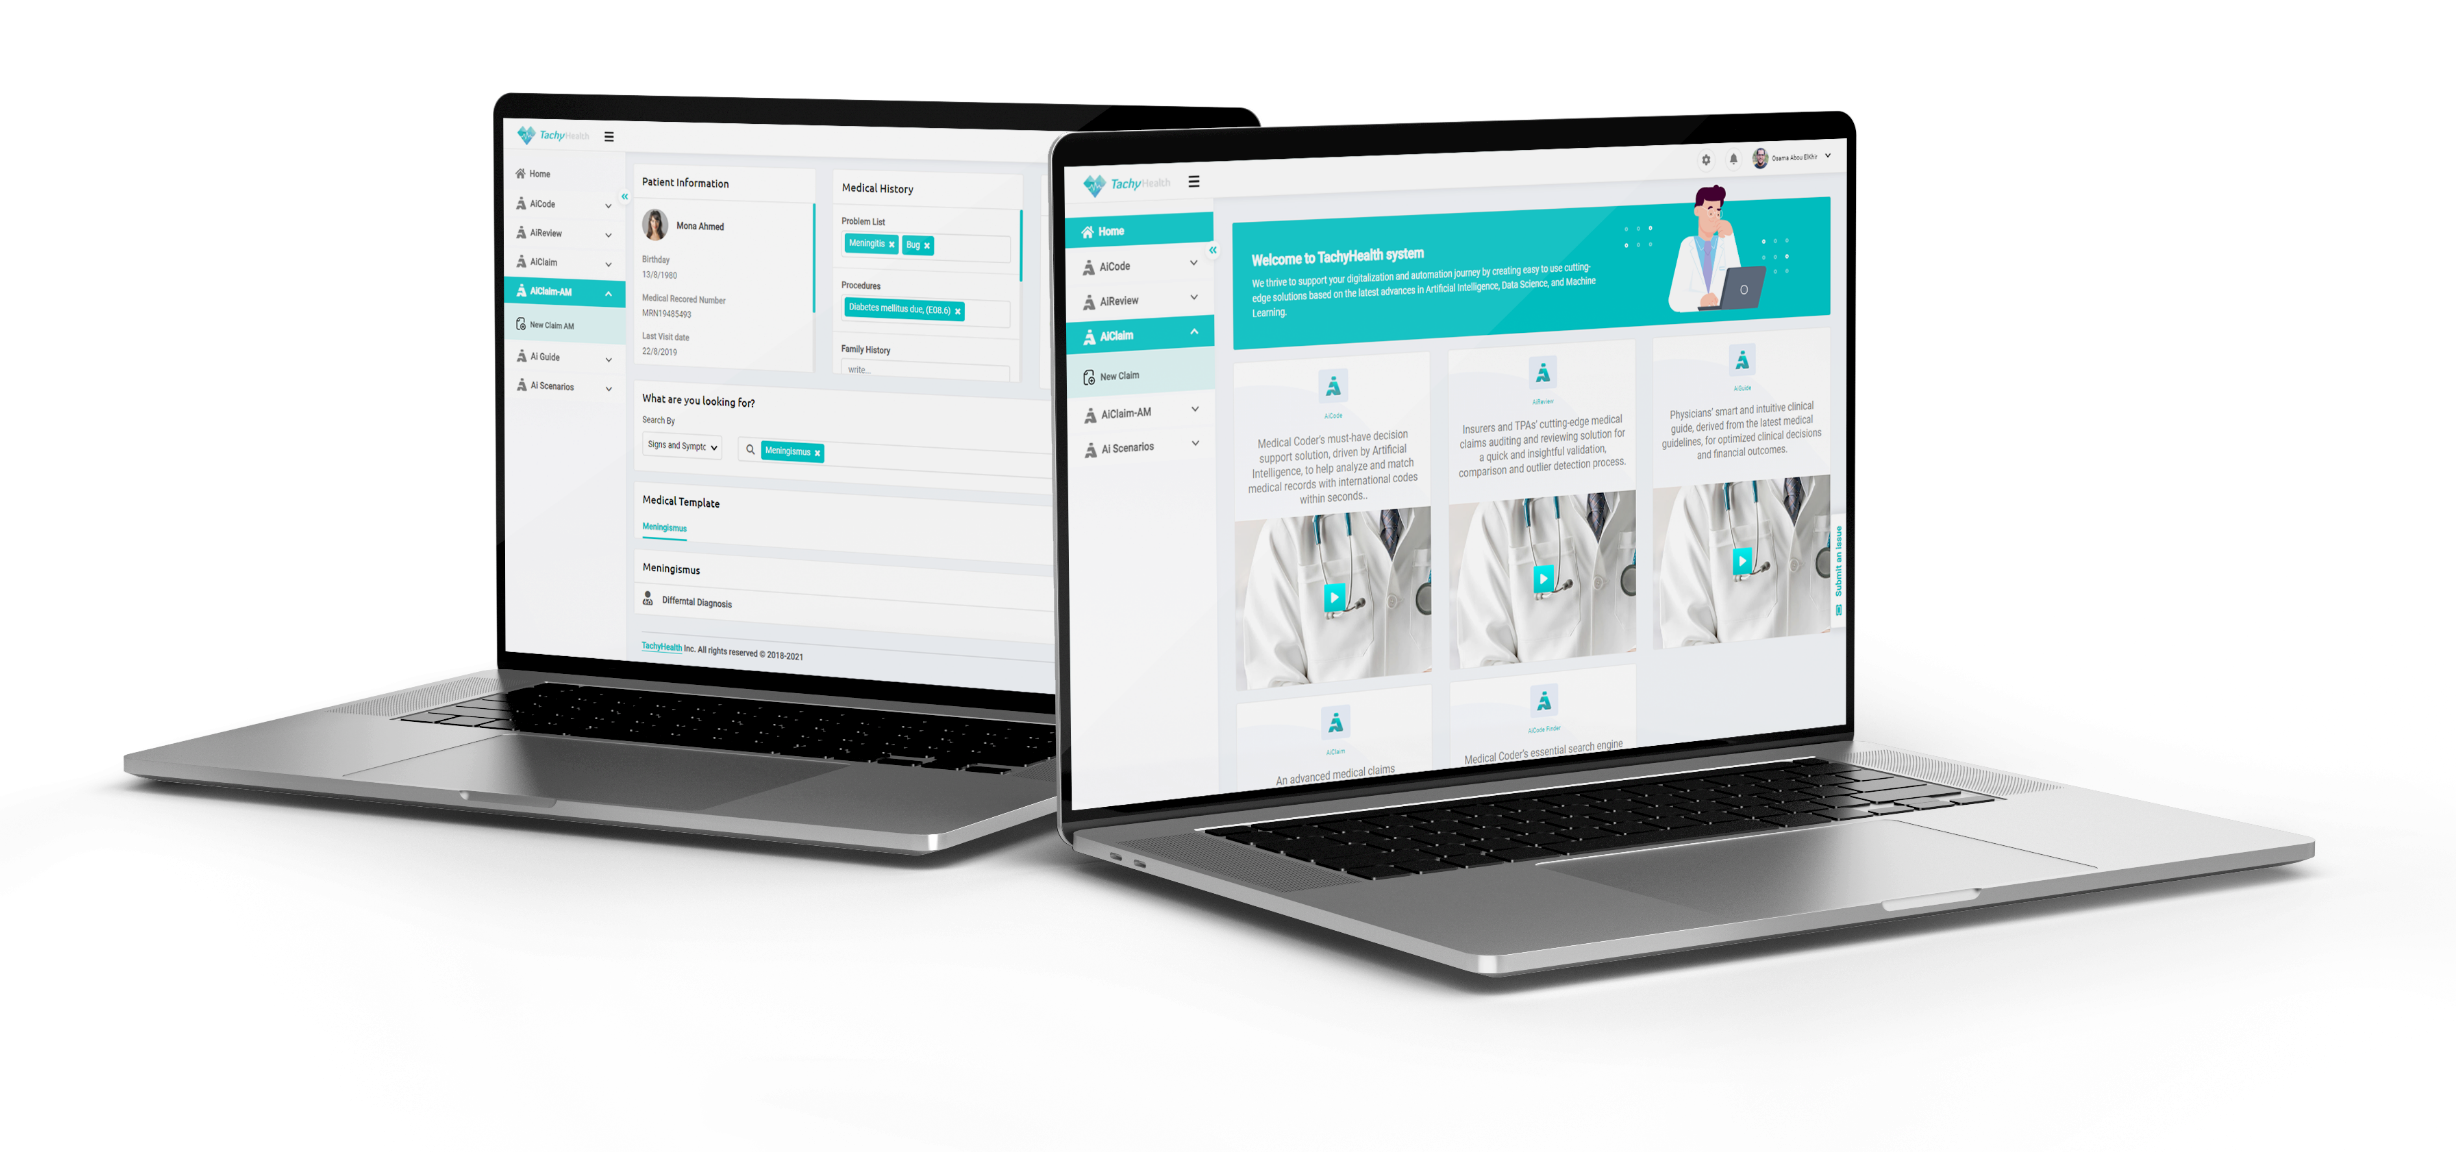 TachyHealth
Home
AiCode
AiReview
AiClaim
AiClaim-AM
New Claim AM
Ai Guide
Ai Scenarios
Patient Information
Mona Ahmed
Birthday
13/8/1980
Medical Recored Number
MRN19485493
Last Visit date
22/8/2019
Medical History
Problem List
Meningitis x Bug x
Procedures
Diabetes mellitus due, (E08.6) x
Family History
write...
What are you looking for?
Search By
Signs and Sympto
Meningismus x
Medical Template
Meningismus
Meningismus
Differntal Diagnosis
TachyHealth Inc. All rights reserved © 2018-2021
TachyHealth
Osama Abou Elkhir
Home
AiCode
AiReview
AiClaim
New Claim
AiClaim-AM
Ai Scenarios
Welcome to TachyHealth system
We thrive to support your digitalization and automation journey by creating easy to use cutting-
edge solutions based on the latest advances in Artificial Intelligence, Data Science, and Machine
Learning.
AiCode
Medical Coder's must-have decision
support solution, driven by Artificial
Intelligence, to help analyze and match
medical records with international codes
within seconds..
AiReview
Insurers and TPAs' cutting-edge medical
claims auditing and reviewing solution for
a quick and insightful validation,
comparison and outlier detection process.
AiGuide
Physicians' smart and intuitive clinical
guide, derived from the latest medical
guidelines, for optimized clinical decisions
and financial outcomes.
Submit an issue
AiClaim
An advanced medical claims
AiCode Finder
Medical Coder's essential search engine